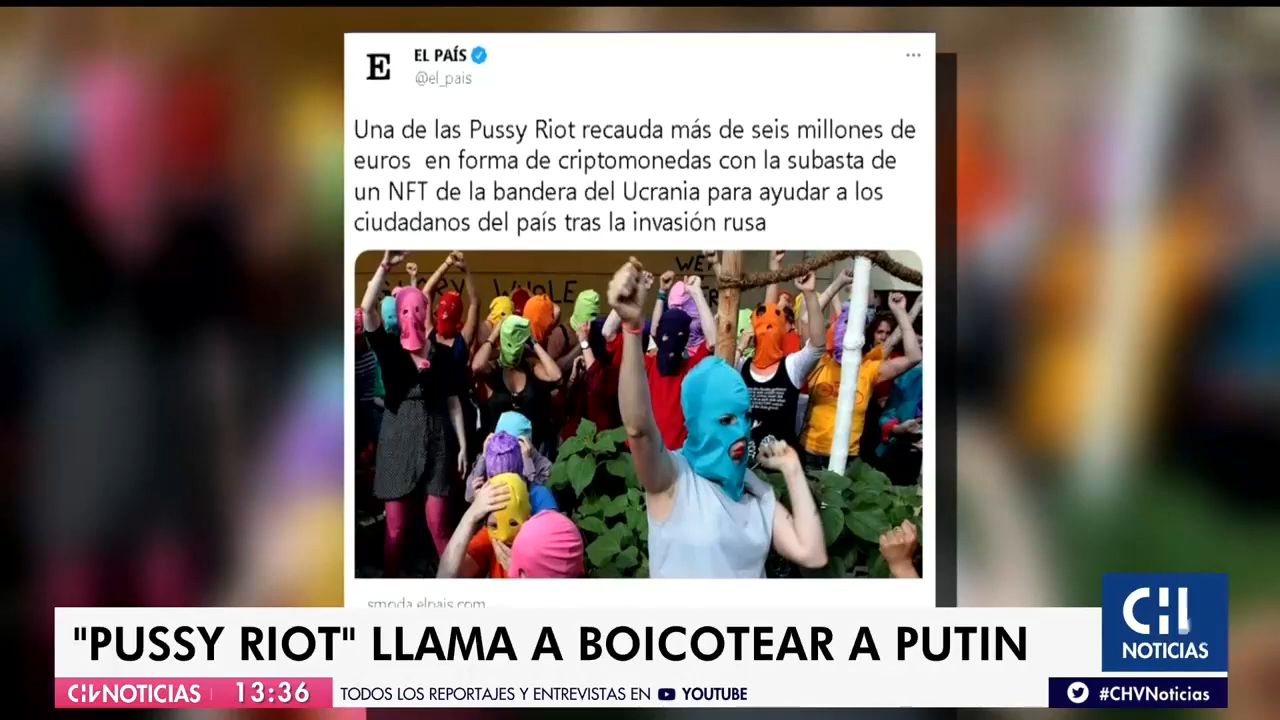 E
EL PAÍS
@el_pais
Una de las Pussy Riot recauda más de seis millones de
euros en forma de criptomonedas con la subasta de
un NFT de la bandera del Ucrania para ayudar a los
ciudadanos del país tras la invasión rusa
WHOLE
smoda.elpais.com
"PUSSY RIOT" LLAMA A BOICOTEAR A PUTIN
CH
NOTICIAS
CHVNOTICIAS 13:36 TODOS LOS REPORTAJES Y ENTREVISTAS EN YOUTUBE
#CHVNoticias